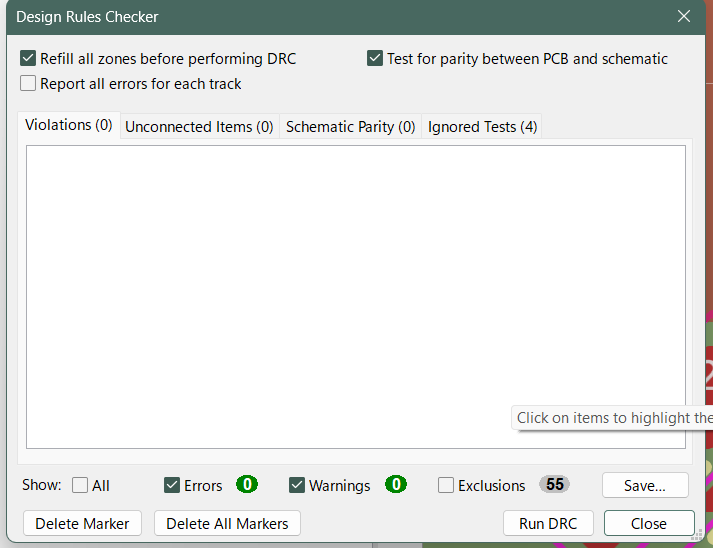 Design Rules Checker
Refill all zones before performing DRC
Test for parity between PCB and schematic
Report all errors for each track
Violations (0) Unconnected Items (0) Schematic Parity (0) Ignored Tests (4)
Click on items to highlight the
Show: All Errors 0 Warnings 0 Exclusions 55 Save...
Delete Marker Delete All Markers Run DRC Close